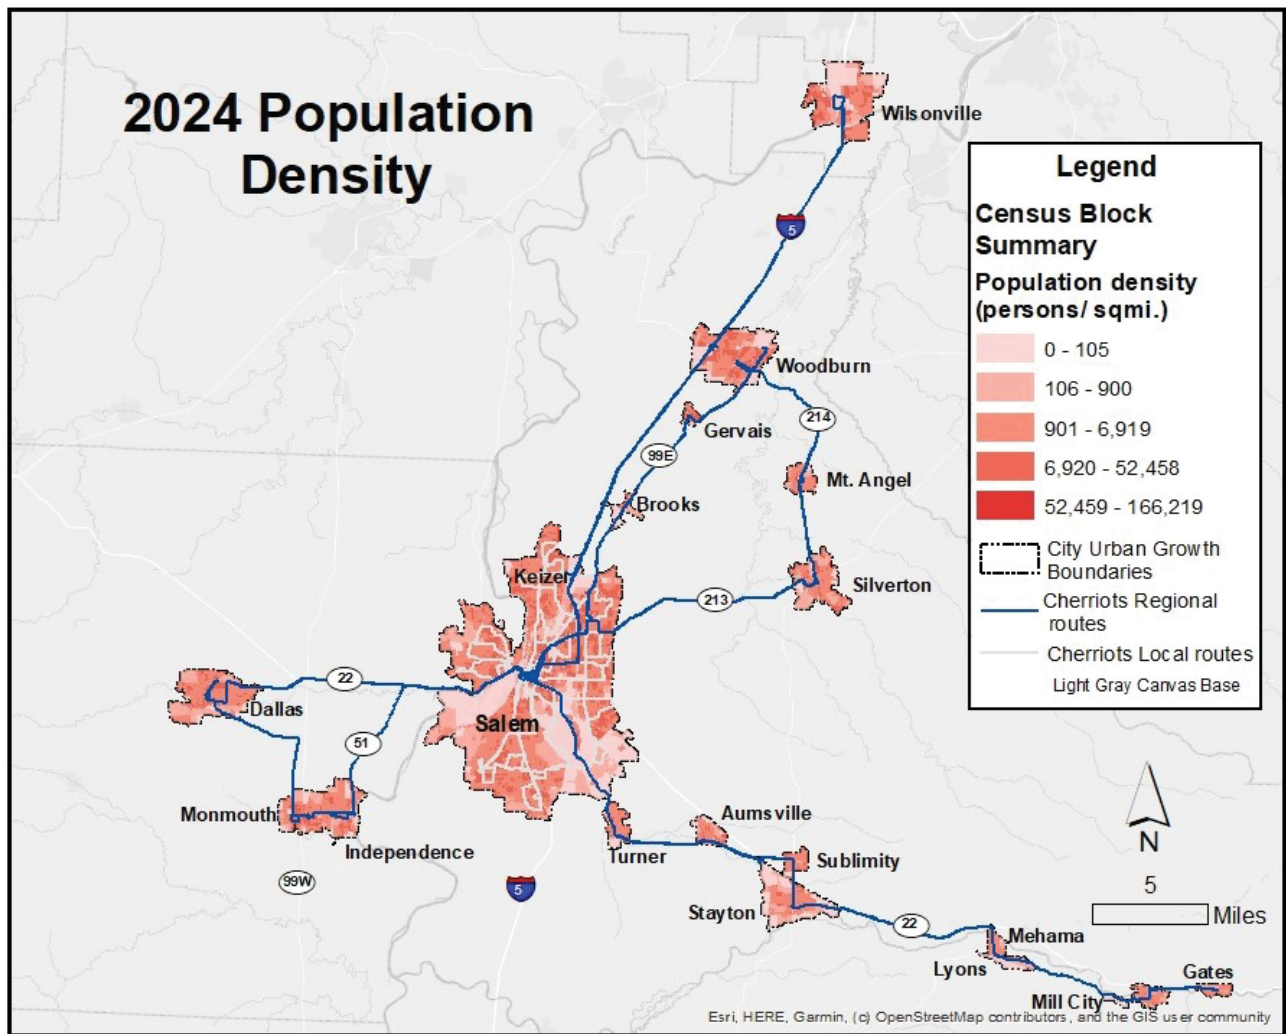 2024 Population
Density
Wilsonville
Legend
Census Block
Summary
Population density
(persons/ sqmi.)
0 - 105
106 - 900
901 - 6,919
6,920 - 52,458
52,459 - 166,219
City Urban Growth
Boundaries
Cherriots Regional
routes
Cherriots Local routes
Light Gray Canvas Base
5
Woodburn
214
Gervais
99E
Mt. Angel
Brooks
Keizer
Silverton
213
22
Dallas
Salem
51
Monmouth
Independence
99W
5
Turner
Aumsville
Sublimity
Stayton
22
Mehama
Lyons
Mill City
Gates
N
5
Miles
Esri, HERE, Garmin, (c) OpenStreetMap contributors, and the GIS user community